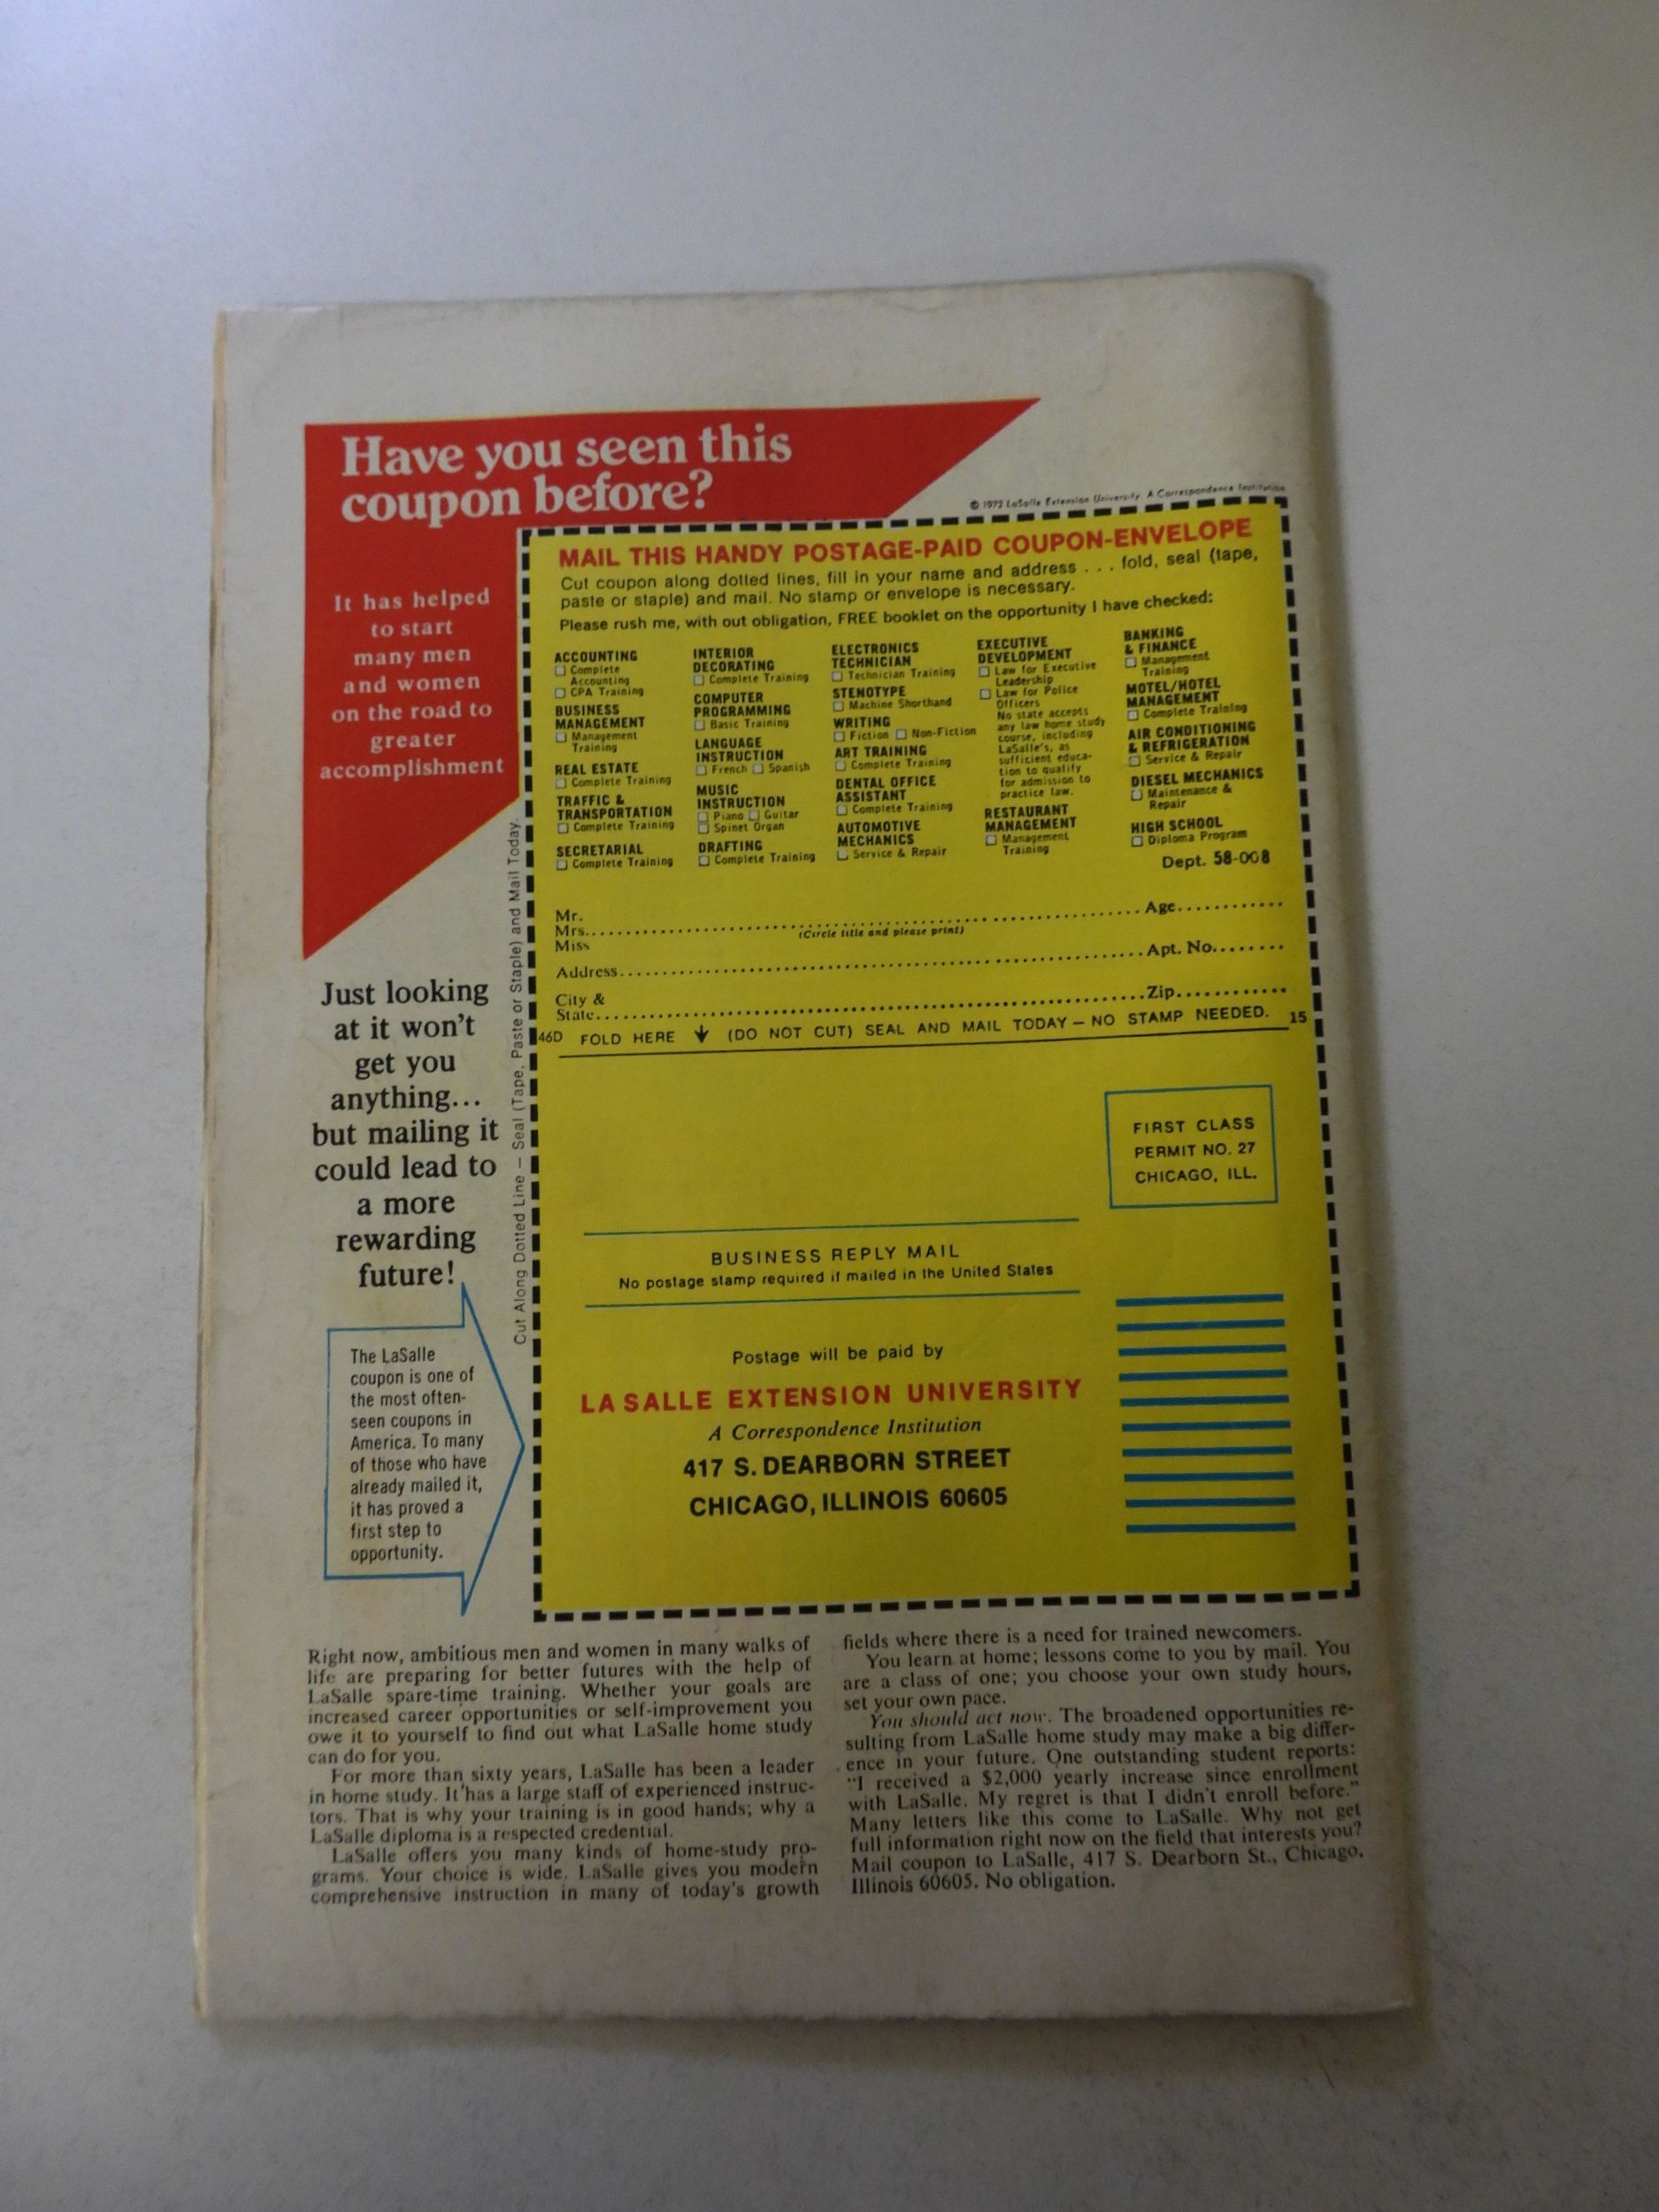 Have you seen this
coupon before?
It has helped
to start
many men
and women
on the road to
greater
accomplishment
Just looking
at it won't
get you
anything...
but mailing it
could lead to
a more
rewarding
future!
The LaSalle
coupon is one of
the most often-
seen coupons in
America. To many
of those who have
already mailed it,
it has proved a
first step to
opportunity.
Cut Along Dotted Line – Seal (Tape, Paste or Staple) and Mail Today.
© 1972 LaSalle Extension University. A Correspondence Institution
MAIL THIS HANDY POSTAGE-PAID COUPON-ENVELOPE
Cut coupon along dotted lines, fill in your name and address . . . fold, seal (tape,
paste or staple) and mail. No stamp or envelope is necessary.
Please rush me, with out obligation, FREE booklet on the opportunity I have checked:
ACCOUNTING
☐ Complete
Accounting
☐ CPA Training
BUSINESS
MANAGEMENT
☐ Management
Training
REAL ESTATE
☐ Complete Training
TRAFFIC &
TRANSPORTATION
☐ Complete Training
SECRETARIAL
☐ Complete Training
INTERIOR
DECORATING
☐ Complete Training
COMPUTER
PROGRAMMING
☐ Basic Training
LANGUAGE
INSTRUCTION
☐ French ☐ Spanish
MUSIC
INSTRUCTION
☐ Piano ☐ Guitar
☐ Spinet Organ
DRAFTING
☐ Complete Training
ELECTRONICS
TECHNICIAN
☐ Technician Training
STENOTYPE
☐ Machine Shorthand
WRITING
☐ Fiction ☐ Non-Fiction
ART TRAINING
☐ Complete Training
DENTAL OFFICE
ASSISTANT
☐ Complete Training
AUTOMOTIVE
MECHANICS
☐ Service & Repair
EXECUTIVE
DEVELOPMENT
☐ Law for Executive
Leadership
☐ Law for Police
Officers
No state accepts
any law home study
course, including
LaSalle's, as
sufficient educa-
tion to qualify
for admission to
practice law.
RESTAURANT
MANAGEMENT
☐ Management
Training
BANKING
& FINANCE
☐ Management
Training
MOTEL/HOTEL
MANAGEMENT
☐ Complete Training
AIR CONDITIONING
& REFRIGERATION
☐ Service & Repair
DIESEL MECHANICS
☐ Maintenance &
Repair
HIGH SCHOOL
☐ Diploma Program
Dept. 58-008
Mr.
Mrs. Age
Miss (Circle title and please print)
Address Apt. No.
City &
State Zip
46D FOLD HERE ↓ (DO NOT CUT) SEAL AND MAIL TODAY – NO STAMP NEEDED. 15
FIRST CLASS
PERMIT NO. 27
CHICAGO, ILL.
BUSINESS REPLY MAIL
No postage stamp required if mailed in the United States
Postage will be paid by
LA SALLE EXTENSION UNIVERSITY
A Correspondence Institution
417 S. DEARBORN STREET
CHICAGO, ILLINOIS 60605
Right now, ambitious men and women in many walks of
life are preparing for better futures with the help of
LaSalle spare-time training. Whether your goals are
increased career opportunities or self-improvement you
owe it to yourself to find out what LaSalle home study
can do for you.
For more than sixty years, LaSalle has been a leader
in home study. It has a large staff of experienced instruc-
tors. That is why your training is in good hands; why a
LaSalle diploma is a respected credential.
LaSalle offers you many kinds of home-study pro-
grams. Your choice is wide. LaSalle gives you modern
comprehensive instruction in many of today's growth
fields where there is a need for trained newcomers.
You learn at home; lessons come to you by mail. You
are a class of one; you choose your own study hours,
set your own pace.
You should act now. The broadened opportunities re-
sulting from LaSalle home study may make a big differ-
ence in your future. One outstanding student reports:
"I received a $2,000 yearly increase since enrollment
with LaSalle. My regret is that I didn't enroll before."
Many letters like this come to LaSalle. Why not get
full information right now on the field that interests you?
Mail coupon to LaSalle, 417 S. Dearborn St., Chicago,
Illinois 60605. No obligation.